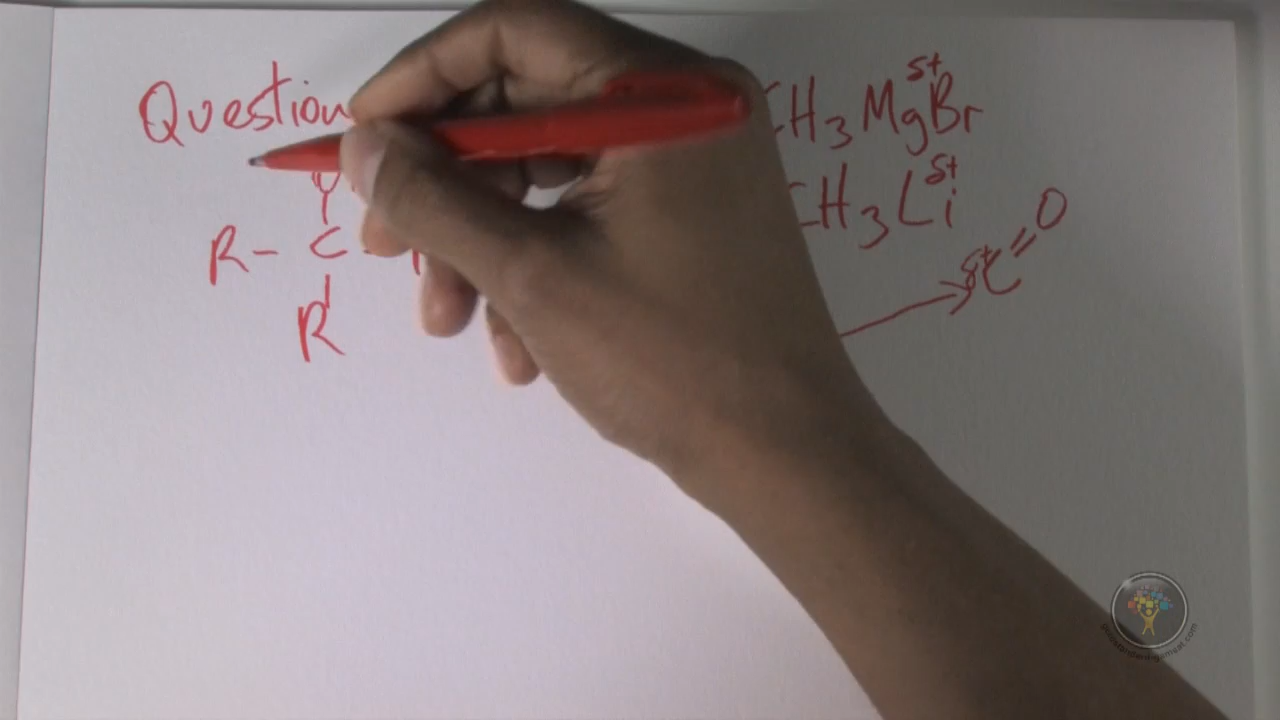 Question
CH3MgBr
δ+
CH3Li
δ+
R - C -
R
δ+ C = O